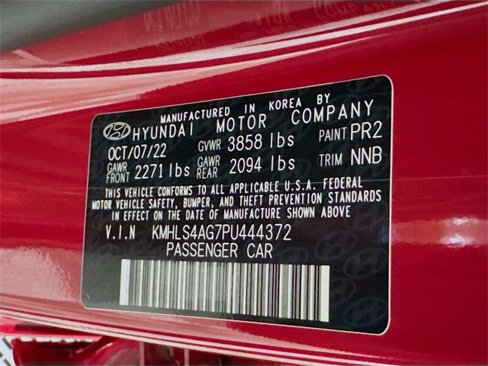 MANUFACTURED IN KOREA BY
HYUNDAI MOTOR COMPANY
OCT/07/22 GVWR 3858 lbs PAINT PR2
GAWR FRONT 2271 lbs GAWR REAR 2094 lbs TRIM NNB
THIS VEHICLE CONFORMS TO ALL APPLICABLE U.S.A. FEDERAL
MOTOR VEHICLE SAFETY, BUMPER, AND THEFT PREVENTION STANDARDS
IN EFFECT ON THE DATE OF MANUFACTURE SHOWN ABOVE
V.I.N KMHLS4AG7PU444372
PASSENGER CAR